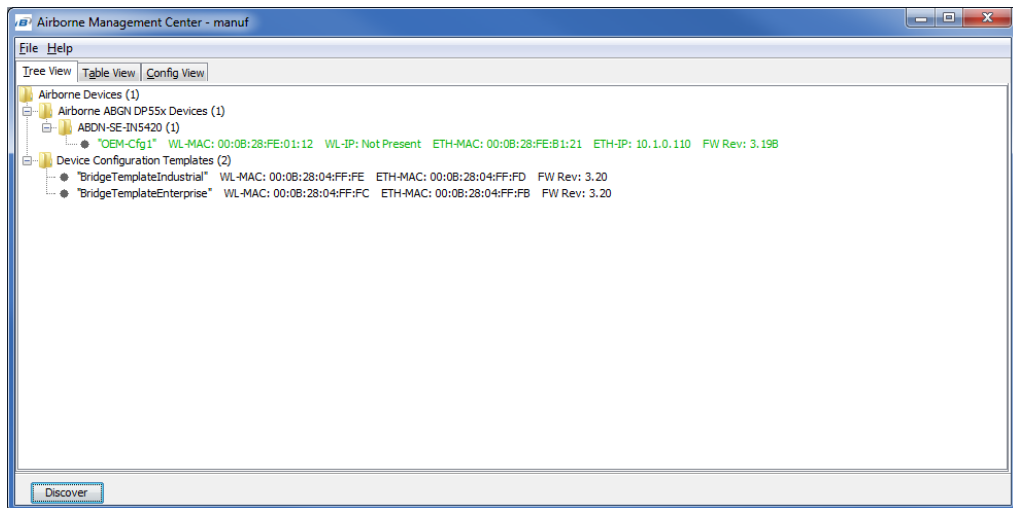 Airborne Management Center - manuf
File Help
Tree View Table View Config View
Airborne Devices (1)
Airborne ABGN DP55x Devices (1)
ABDN-SE-IN5420 (1)
"OEM-Cfg1" WL-MAC: 00:0B:28:FE:01:12 WL-IP: Not Present ETH-MAC: 00:0B:28:FE:B1:21 ETH-IP: 10.1.0.110 FW Rev: 3.19B
Device Configuration Templates (2)
"BridgeTemplateIndustrial" WL-MAC: 00:0B:28:04:FF:FE ETH-MAC: 00:0B:28:04:FF:FD FW Rev: 3.20
"BridgeTemplateEnterprise" WL-MAC: 00:0B:28:04:FF:FC ETH-MAC: 00:0B:28:04:FF:FB FW Rev: 3.20
Discover